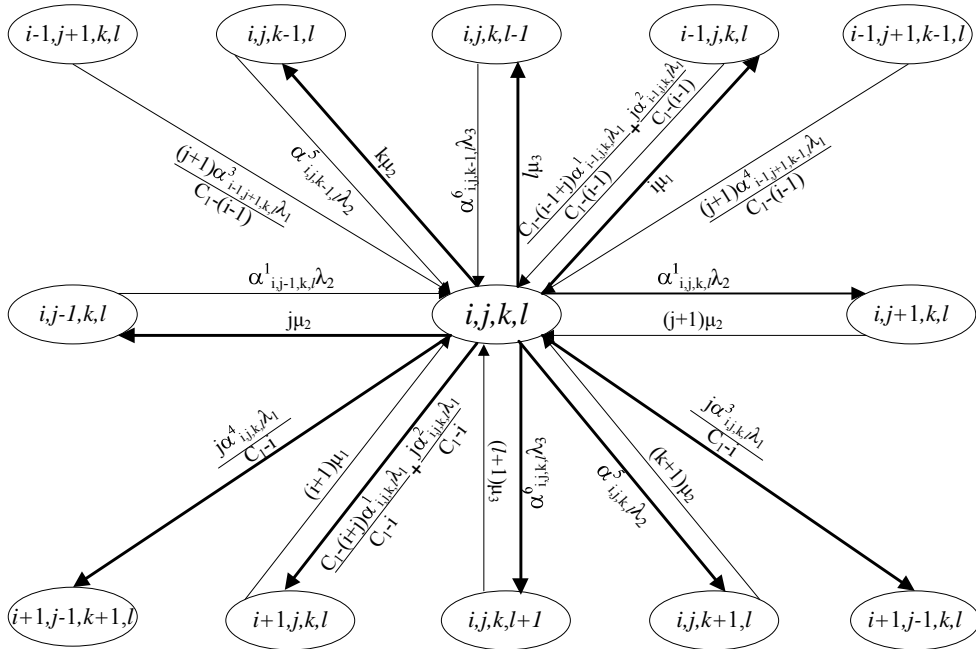 i-1,j+1,k,l
i,j,k-1,l
i,j,k,l-1
i-1,j,k,l
i-1,j+1,k-1,l
(j+1)α³i-1,j+1,k,lλ1
C1-(i-1)
α⁵i,j,k-1,lλ2
kμ2
α⁶i,j,k-1,lλ3
lμ3
C1-(i-1+j)α¹i-1,j,k,lλ1 + jα²i-1,j,k,lλ1
C1-(i-1) C1-(i-1)
iμ1
(j+1)α⁴i-1,j+1,k-1,lλ1
C1-(i-1)
α¹i,j-1,k,lλ2
α¹i,j,k,lλ2
i,j-1,k,l
i,j,k,l
i,j+1,k,l
jμ2
(j+1)μ2
jα⁴i,j,k,lλ1
C1-i
(i+1)μ1
C1-(i+j)α¹i,j,k,lλ1 + jα²i,j,k,lλ1
C1-i C1-i
(l+1)μ3
α⁶i,j,k,lλ3
α⁵i,j,k,lλ2
(k+1)μ2
jα³i,j,k,lλ1
C1-i
i+1,j-1,k+1,l
i+1,j,k,l
i,j,k,l+1
i,j,k+1,l
i+1,j-1,k,l